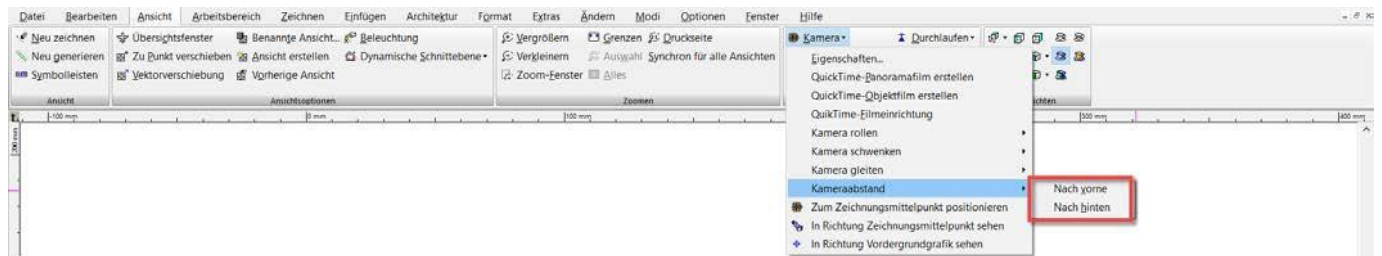 Datei Bearbeiten Ansicht Arbeitsbereich Zeichnen Einfügen Architektur Format Extras Ändern Modi Optionen Fenster Hilfe
Neu zeichnen Übersichtsfenster Benannte Ansicht... Beleuchtung Vergrößern Grenzen Druckseite Kamera Durchlaufen
Neu generieren Zu Punkt verschieben Ansicht erstellen Dynamische Schnittebene Verkleinern Auswahl Synchron für alle Ansichten
Symbolleisten Vektorverschiebung Vorherige Ansicht Zoom-Fenster Alles
Ansicht Ansichtsoptionen Zoomen ichten
-100 mm 0 mm 100 mm 300 mm 400 mm
200 mm
Eigenschaften...
QuickTime-Panoramafilm erstellen
QuickTime-Objektfilm erstellen
QuikTime-Filmeinrichtung
Kamera rollen
Kamera schwenken
Kamera gleiten
Kameraabstand
Zum Zeichnungsmittelpunkt positionieren
In Richtung Zeichnungsmittelpunkt sehen
In Richtung Vordergrundgrafik sehen
Nach vorne
Nach hinten